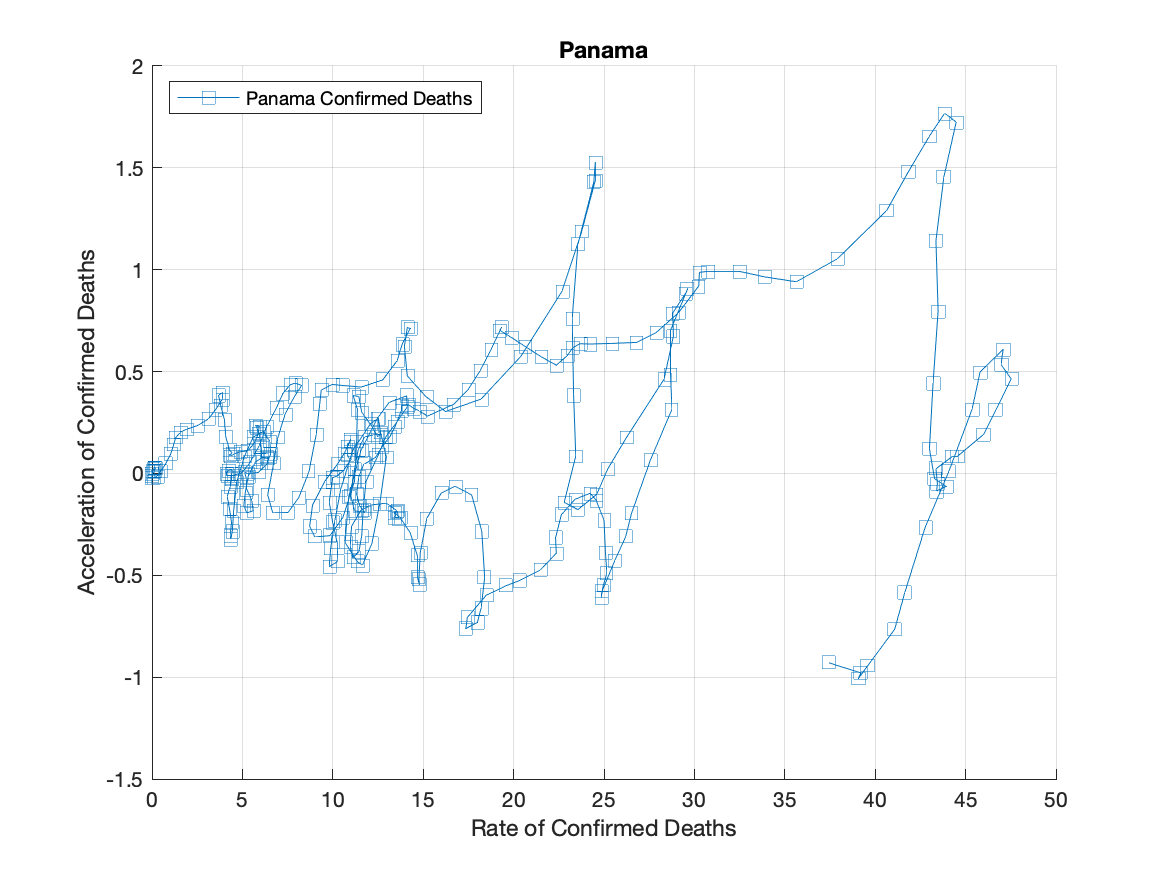 Panama
Panama Confirmed Deaths
2
1.5
1
0.5
0
-0.5
-1
-1.5
Acceleration of Confirmed Deaths
0 5 10 15 20 25 30 35 40 45 50
Rate of Confirmed Deaths